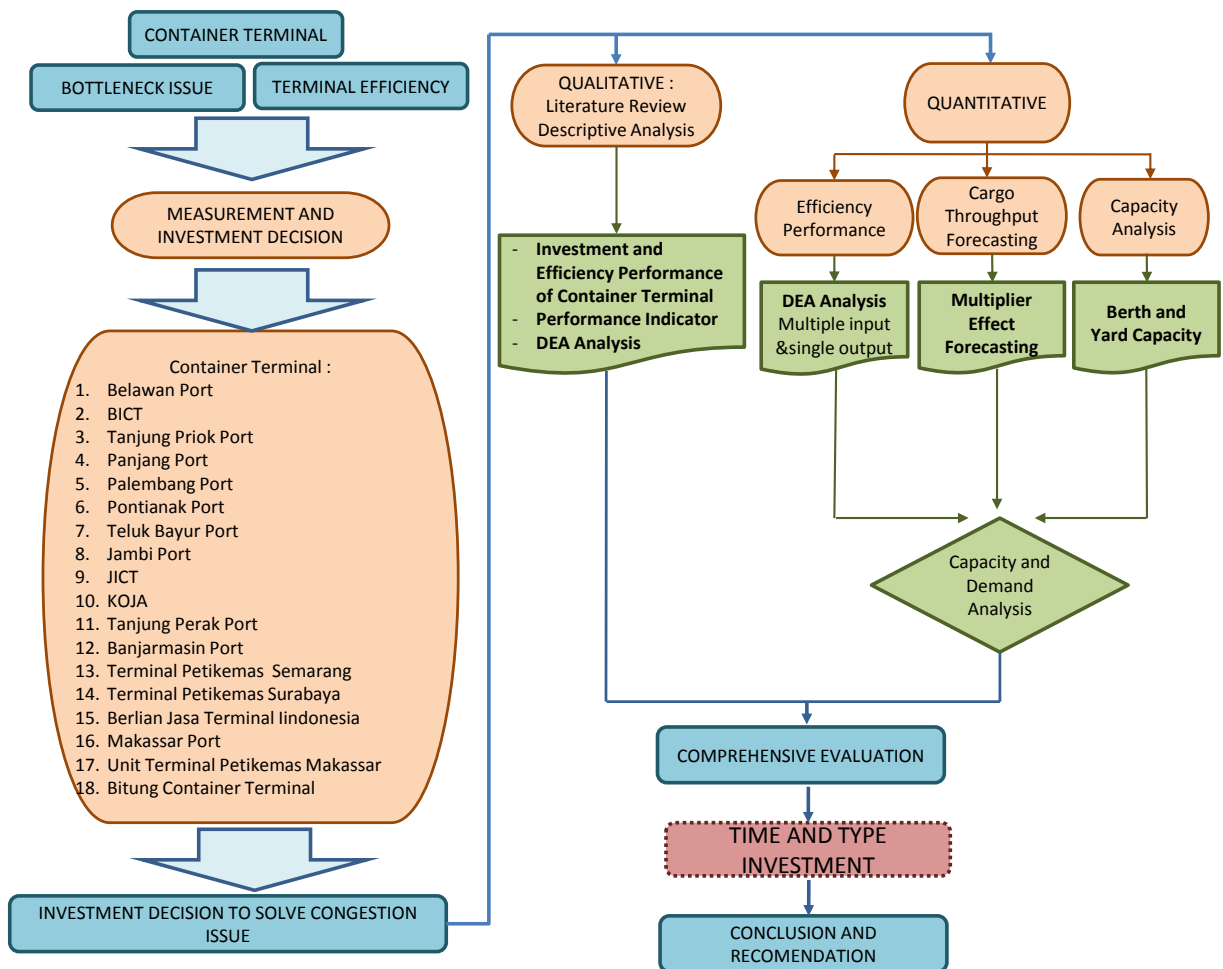 CONTAINER TERMINAL
BOTTLENECK ISSUE
TERMINAL EFFICIENCY
MEASUREMENT AND
INVESTMENT DECISION
Container Terminal :
1. Belawan Port
2. BICT
3. Tanjung Priok Port
4. Panjang Port
5. Palembang Port
6. Pontianak Port
7. Teluk Bayur Port
8. Jambi Port
9. JICT
10. KOJA
11. Tanjung Perak Port
12. Banjarmasin Port
13. Terminal Petikemas Semarang
14. Terminal Petikemas Surabaya
15. Berlian Jasa Terminal Iindonesia
16. Makassar Port
17. Unit Terminal Petikemas Makassar
18. Bitung Container Terminal
INVESTMENT DECISION TO SOLVE CONGESTION
ISSUE
QUALITATIVE :
Literature Review
Descriptive Analysis
QUANTITATIVE
Efficiency
Performance
Cargo
Throughput
Forecasting
Capacity
Analysis
- Investment and
Efficiency Performance
of Container Terminal
- Performance Indicator
- DEA Analysis
DEA Analysis
Multiple input
&single output
Multiplier
Effect
Forecasting
Berth and
Yard Capacity
Capacity and
Demand
Analysis
COMPREHENSIVE EVALUATION
TIME AND TYPE
INVESTMENT
CONCLUSION AND
RECOMENDATION